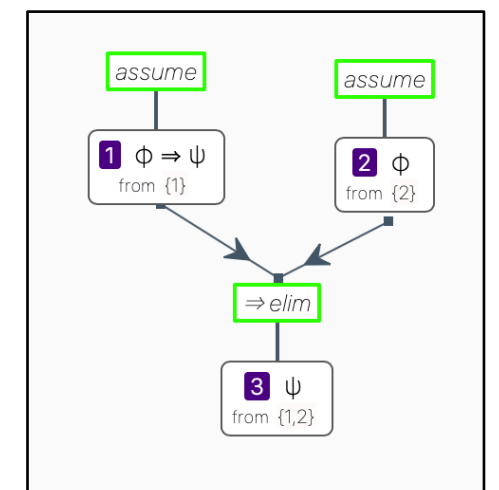 assume
assume
1 Φ ⇒ ψ
from {1}
2 Φ
from {2}
⇒ elim
3 ψ
from {1,2}